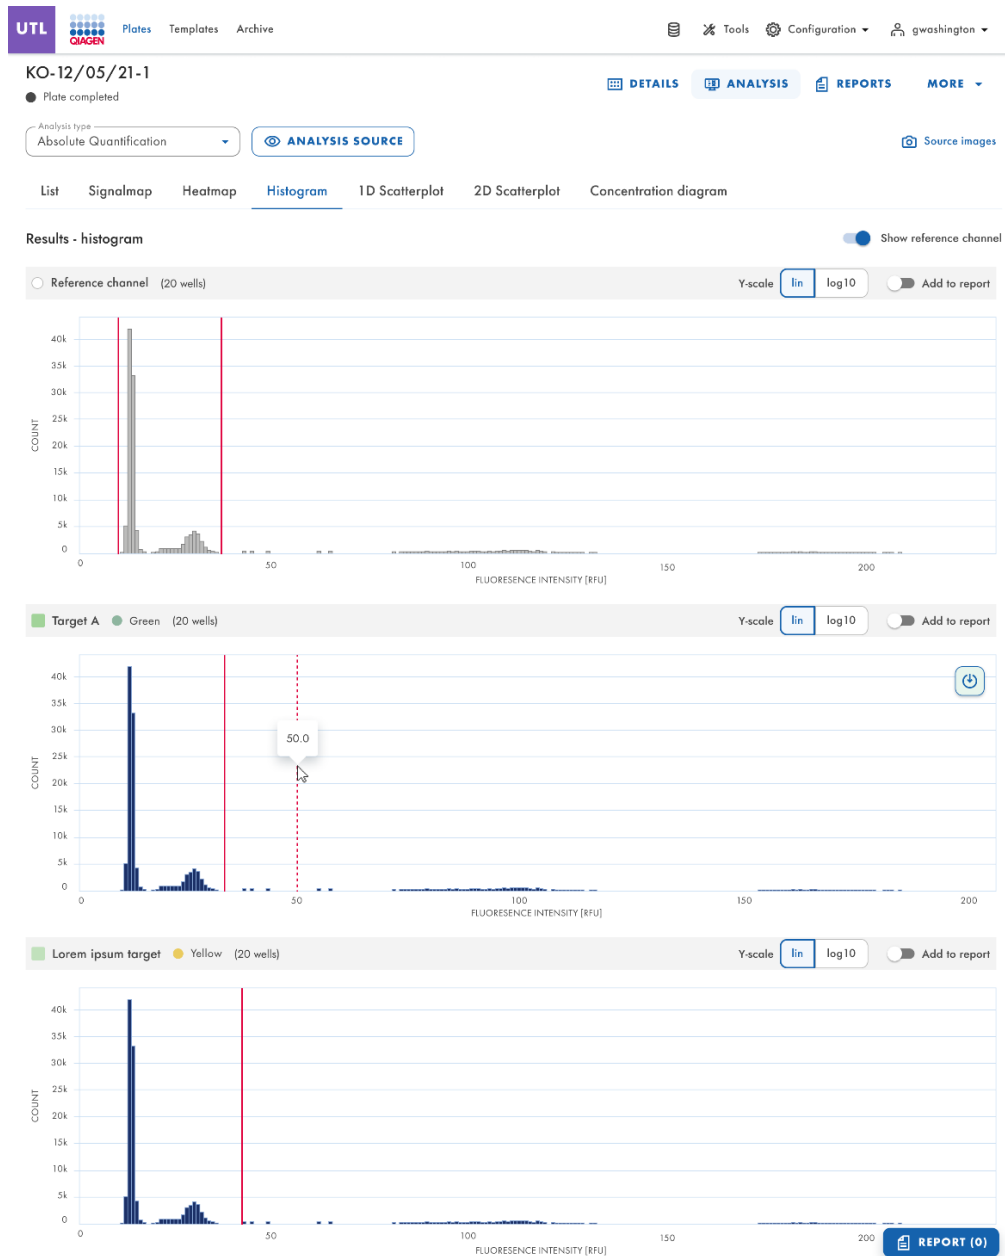 UTL QIAGEN Plates Templates Archive Tools Configuration gwashington
KO-12/05/21-1
Plate completed
DETAILS ANALYSIS REPORTS MORE
Analysis type
Absolute Quantification
ANALYSIS SOURCE
Source images
List Signalmap Heatmap Histogram 1D Scatterplot 2D Scatterplot Concentration diagram
Results - histogram
Show reference channel
Reference channel (20 wells) Y-scale lin log10 Add to report
40k
35k
30k
25k
20k
15k
10k
5k
0
COUNT
0 50 100 150 200
FLUORESENCE INTENSITY [RFU]
Target A Green (20 wells) Y-scale lin log10 Add to report
40k
35k
30k
25k
20k
15k
10k
5k
0
COUNT
50.0
0 50 100 150 200
FLUORESENCE INTENSITY [RFU]
Lorem ipsum target Yellow (20 wells) Y-scale lin log10 Add to report
40k
35k
30k
25k
20k
15k
10k
5k
0
COUNT
0 50 100 150 200
FLUORESENCE INTENSITY [RFU]
REPORT (0)